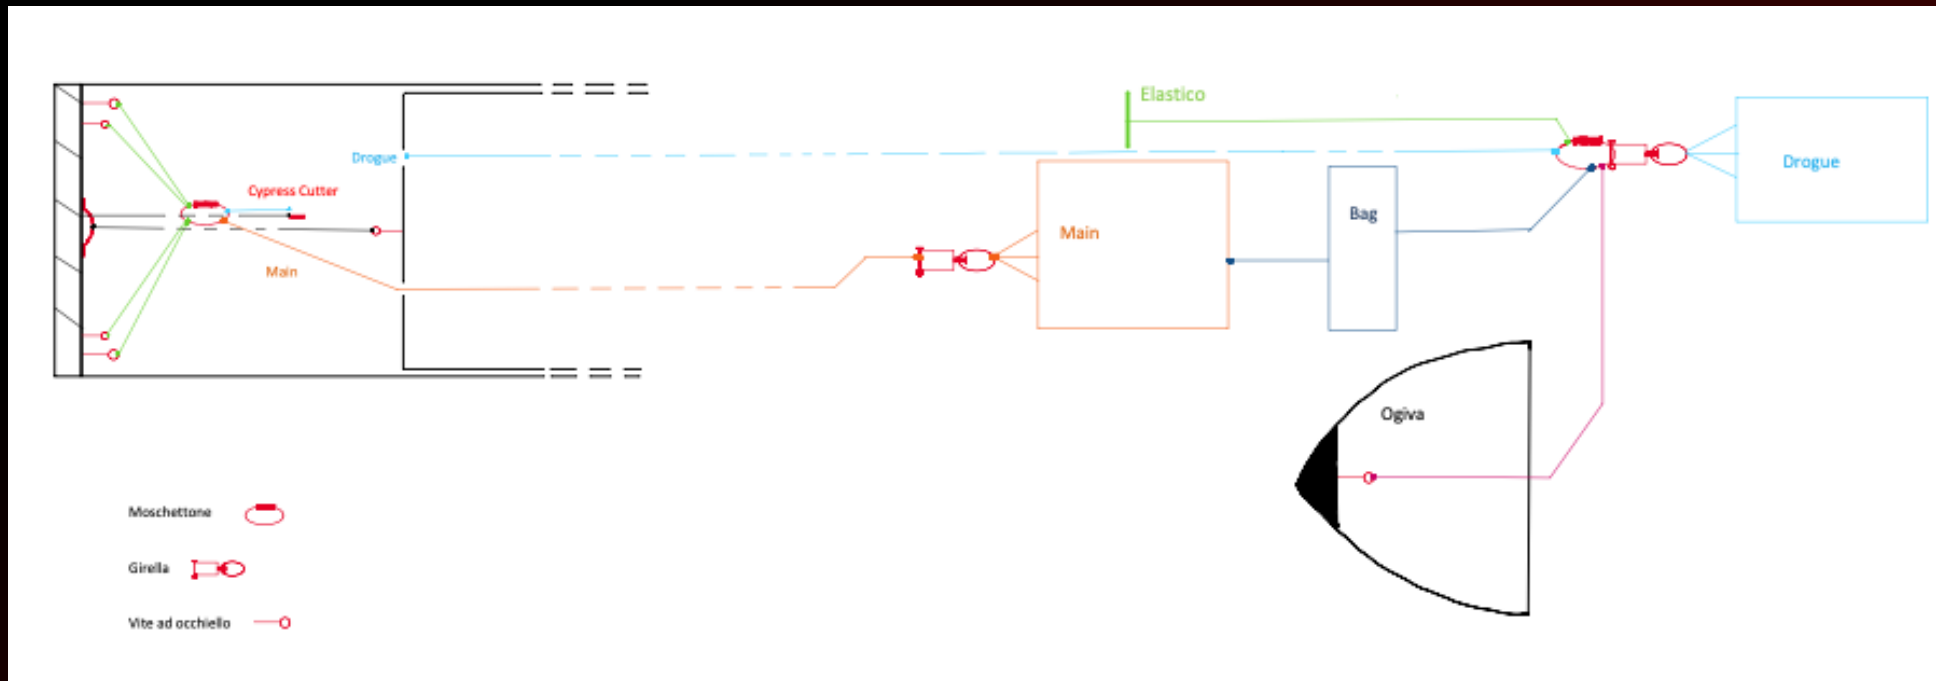 Elastico
Drogue
Drogue
Cypress Cutter
Bag
Main
Main
Ogiva
Moschettone
Girella
Vite ad occhiello